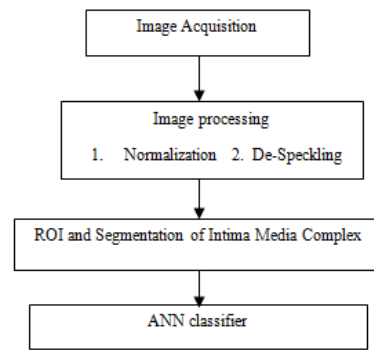 Image Acquisition
Image processing
1. Normalization 2. De-Speckling
ROI and Segmentation of Intima Media Complex
ANN classifier